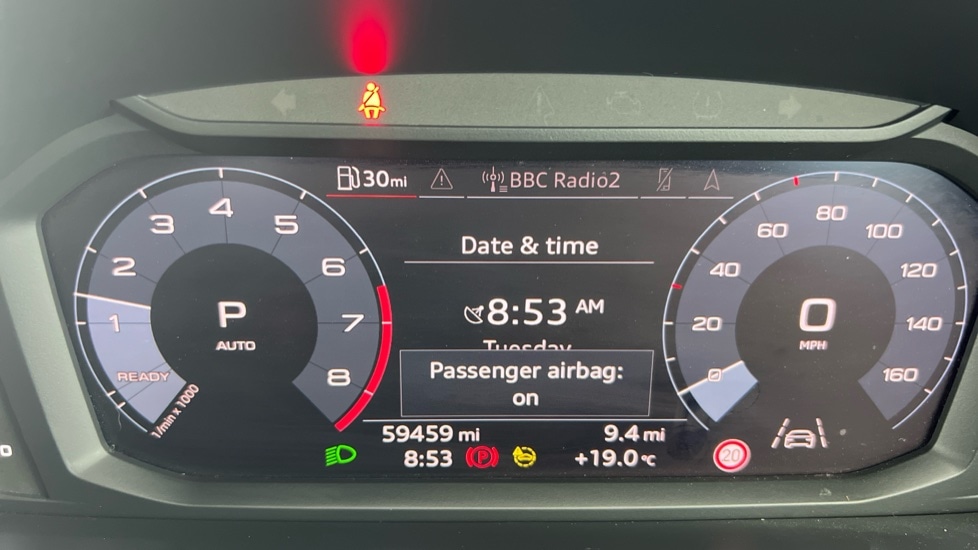 30mi BBC Radio2
Date & time
8:53 AM
Tuesday
Passenger airbag:
on
59459 mi 9.4 mi
8:53 P +19.0°C
1 2 3 4 5 6 7 8
P
AUTO
READY
1/min x 1000
0 20 40 60 80 100 120 140 160
0
MPH
20